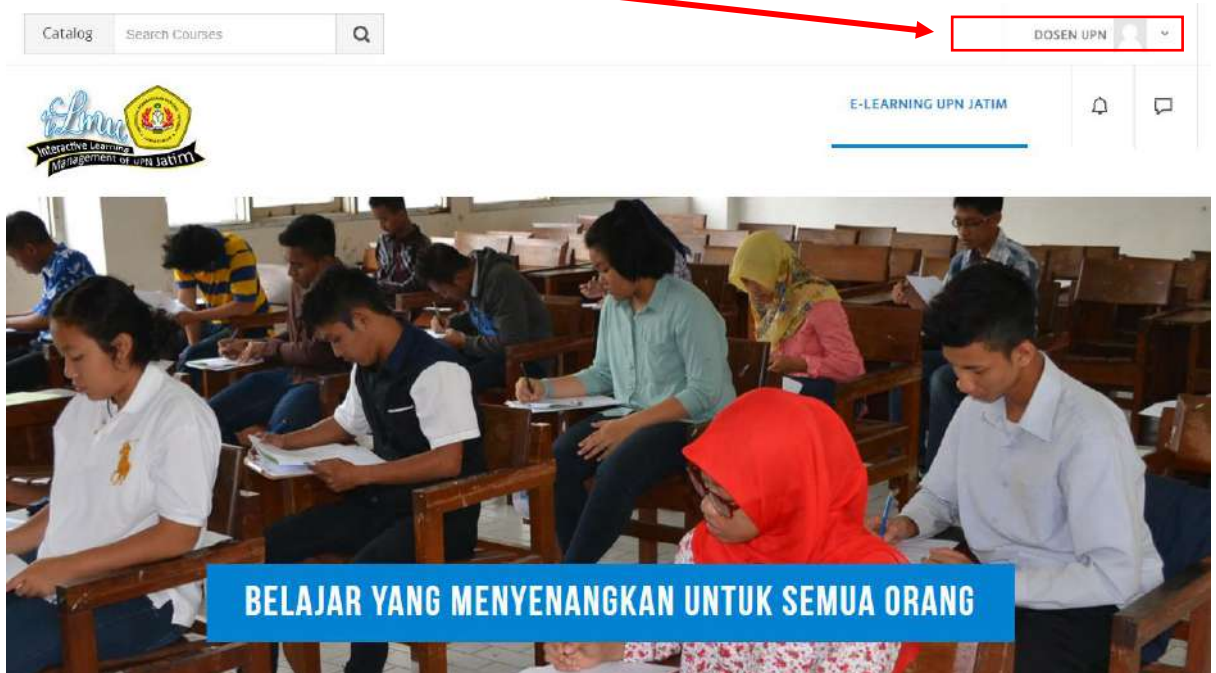 Catalog Search Courses DOSEN UPN
E-LEARNING UPN JATIM
eLmu
Interactive Learning
Management of UPN Jatim
BELAJAR YANG MENYENANGKAN UNTUK SEMUA ORANG